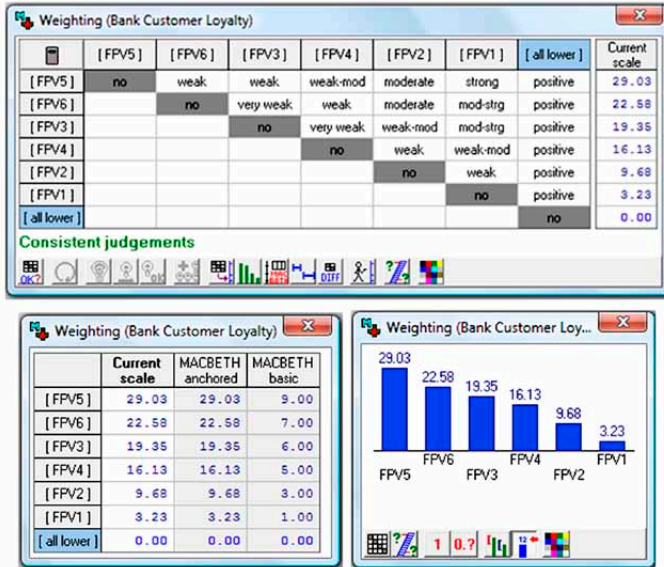 Weighting (Bank Customer Loyalty)
[ FPV5 ] [ FPV6 ] [ FPV3 ] [ FPV4 ] [ FPV2 ] [ FPV1 ] [ all lower ] Current scale
[ FPV5 ] no weak weak weak-mod moderate strong positive 29.03
[ FPV6 ] no very weak weak moderate mod-strg positive 22.58
[ FPV3 ] no very weak weak-mod mod-strg positive 19.35
[ FPV4 ] no weak weak-mod positive 16.13
[ FPV2 ] no weak positive 9.68
[ FPV1 ] no positive 3.23
[ all lower ] no 0.00
Consistent judgements
OK? DIFF
Weighting (Bank Customer Loyalty)
Current scale MACBETH anchored MACBETH basic
[ FPV5 ] 29.03 29.03 9.00
[ FPV6 ] 22.58 22.58 7.00
[ FPV3 ] 19.35 19.35 6.00
[ FPV4 ] 16.13 16.13 5.00
[ FPV2 ] 9.68 9.68 3.00
[ FPV1 ] 3.23 3.23 1.00
[ all lower ] 0.00 0.00 0.00
Weighting (Bank Customer Loy...
29.03
22.58
19.35
16.13
9.68
3.23
FPV6 FPV4 FPV1
FPV5 FPV3 FPV2
1 0.? 12